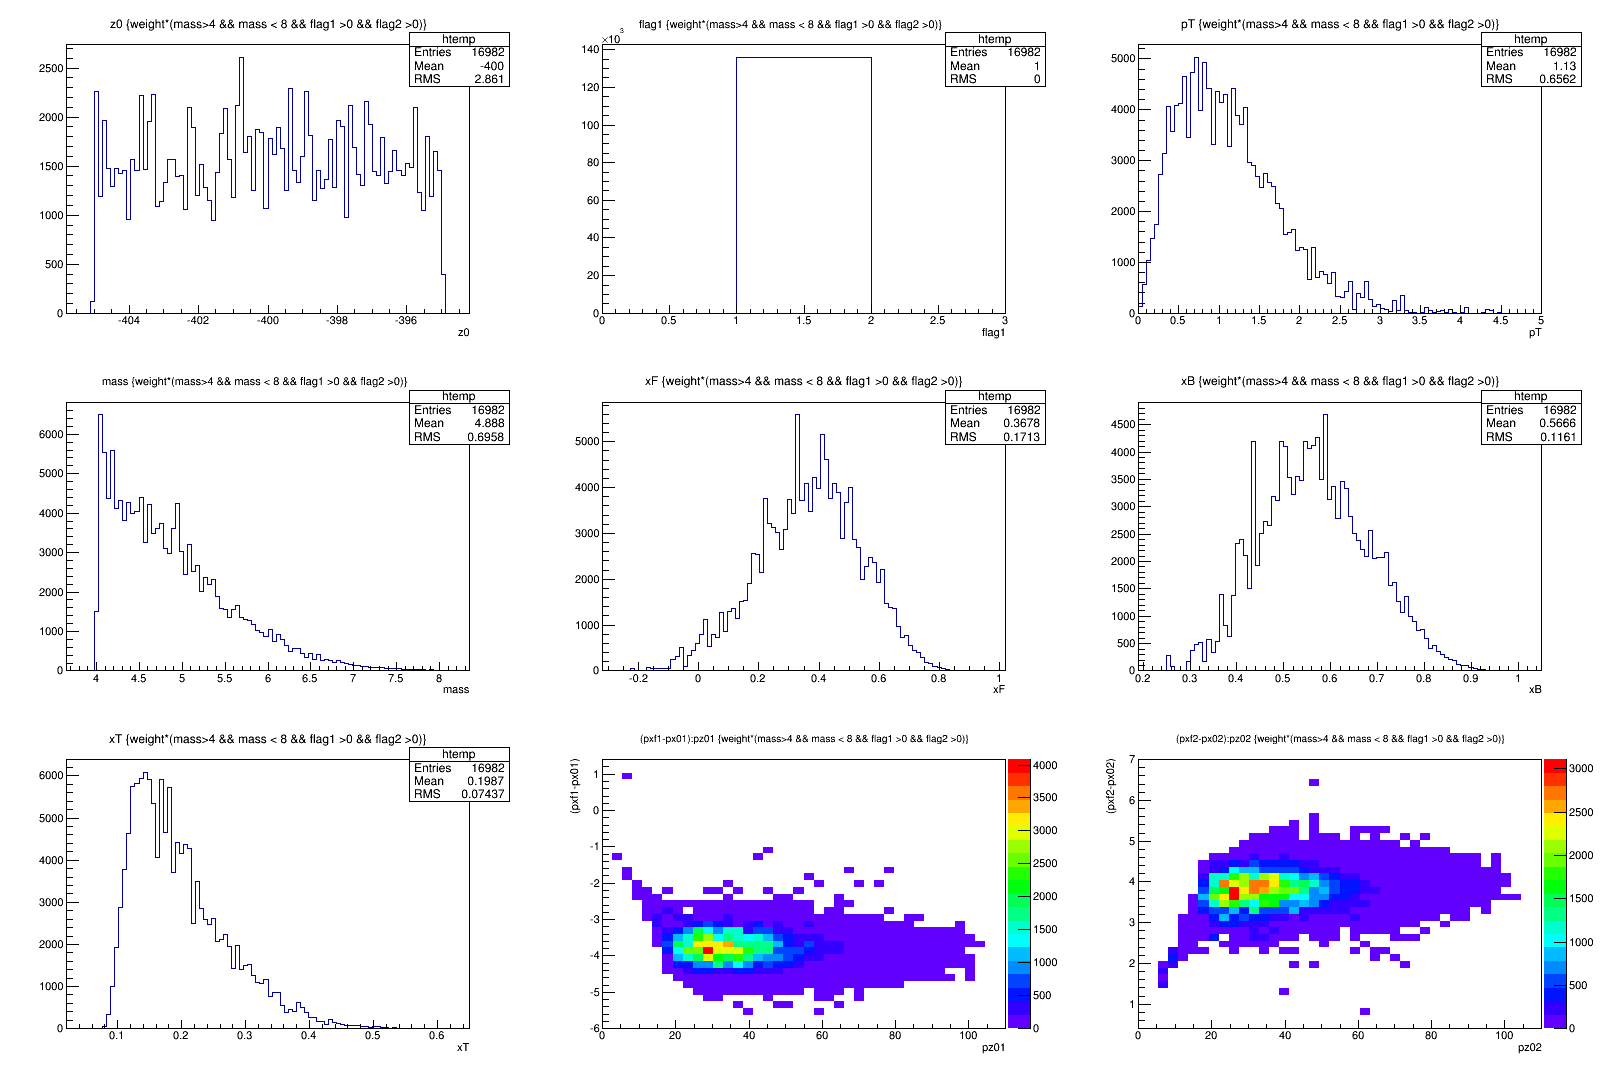 z0 {weight*(mass>4 && mass < 8 && flag1 >0 && flag2 >0)}
htemp
Entries 16982
Mean -400
RMS 2.861
2500
2000
1500
1000
500
0
-404 -402 -400 -398 -396
z0
flag1 {weight*(mass>4 && mass < 8 && flag1 >0 && flag2 >0)}
×10³
htemp
Entries 16982
Mean 1
RMS 0
140
120
100
80
60
40
20
0
0 0.5 1 1.5 2 2.5 3
flag1
pT {weight*(mass>4 && mass < 8 && flag1 >0 && flag2 >0)}
htemp
Entries 16982
Mean 1.13
RMS 0.6562
5000
4000
3000
2000
1000
0
0 0.5 1 1.5 2 2.5 3 3.5 4 4.5 5
pT
mass {weight*(mass>4 && mass < 8 && flag1 >0 && flag2 >0)}
htemp
Entries 16982
Mean 4.888
RMS 0.6958
6000
5000
4000
3000
2000
1000
0
4 4.5 5 5.5 6 6.5 7 7.5 8
mass
xF {weight*(mass>4 && mass < 8 && flag1 >0 && flag2 >0)}
htemp
Entries 16982
Mean 0.3678
RMS 0.1713
5000
4000
3000
2000
1000
0
-0.2 0 0.2 0.4 0.6 0.8 1
xF
xB {weight*(mass>4 && mass < 8 && flag1 >0 && flag2 >0)}
htemp
Entries 16982
Mean 0.5666
RMS 0.1161
4500
4000
3500
3000
2500
2000
1500
1000
500
0
0.2 0.3 0.4 0.5 0.6 0.7 0.8 0.9 1
xB
xT {weight*(mass>4 && mass < 8 && flag1 >0 && flag2 >0)}
htemp
Entries 16982
Mean 0.1987
RMS 0.07437
6000
5000
4000
3000
2000
1000
0
0.1 0.2 0.3 0.4 0.5 0.6
xT
(pxf1-px01):pz01 {weight*(mass>4 && mass < 8 && flag1 >0 && flag2 >0)}
(pxf1-px01)
1
0
-1
-2
-3
-4
-5
-6
0 20 40 60 80 100
pz01
4000
3500
3000
2500
2000
1500
1000
500
0
(pxf2-px02):pz02 {weight*(mass>4 && mass < 8 && flag1 >0 && flag2 >0)}
(pxf2-px02)
7
6
5
4
3
2
1
0 20 40 60 80 100
pz02
3000
2500
2000
1500
1000
500
0